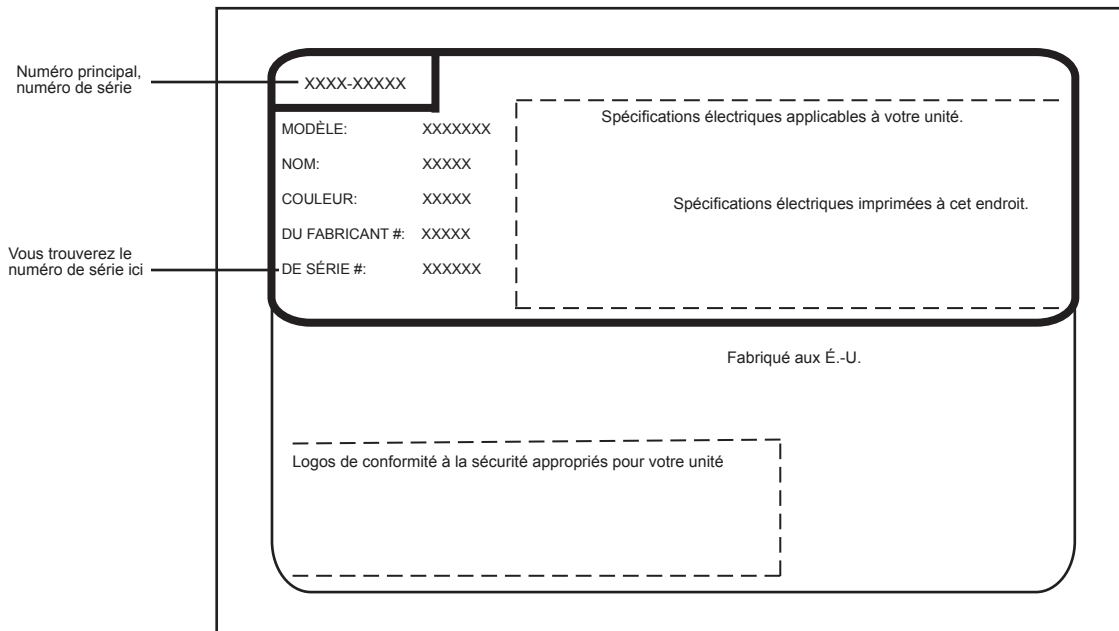 Numéro principal,
numéro de série
XXXX-XXXXX
MODÈLE: XXXXXXX
NOM: XXXXX
COULEUR: XXXXX
DU FABRICANT #: XXXXX
Vous trouverez le
numéro de série ici
DE SÉRIE #: XXXXXX
Spécifications électriques applicables à votre unité.
Spécifications électriques imprimées à cet endroit.
Fabriqué aux É.-U.
Logos de conformité à la sécurité appropriés pour votre unité